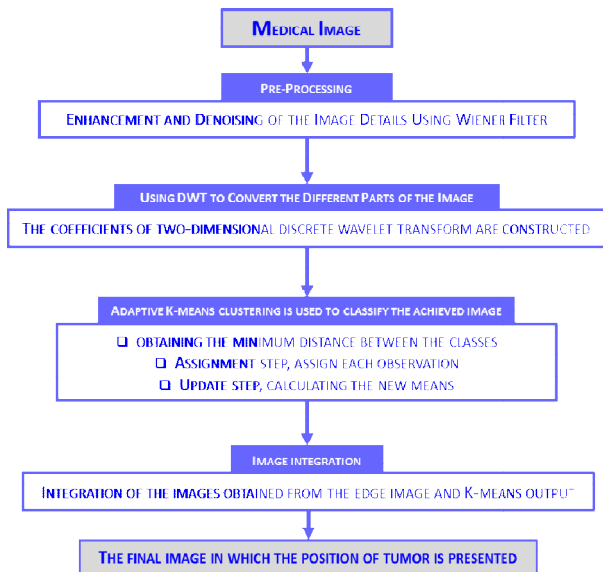 MEDICAL IMAGE
PRE-PROCESSING
ENHANCEMENT AND DENOISING OF THE IMAGE DETAILS USING WIENER FILTER
USING DWT TO CONVERT THE DIFFERENT PARTS OF THE IMAGE
THE COEFFICIENTS OF TWO-DIMENSIONAL DISCRETE WAVELET TRANSFORM ARE CONSTRUCTED
ADAPTIVE K-MEANS CLUSTERING IS USED TO CLASSIFY THE ACHIEVED IMAGE
❑ OBTAINING THE MINIMUM DISTANCE BETWEEN THE CLASSES
❑ ASSIGNMENT STEP, ASSIGN EACH OBSERVATION
❑ UPDATE STEP, CALCULATING THE NEW MEANS
IMAGE INTEGRATION
INTEGRATION OF THE IMAGES OBTAINED FROM THE EDGE IMAGE AND K-MEANS OUTPUT
THE FINAL IMAGE IN WHICH THE POSITION OF TUMOR IS PRESENTED